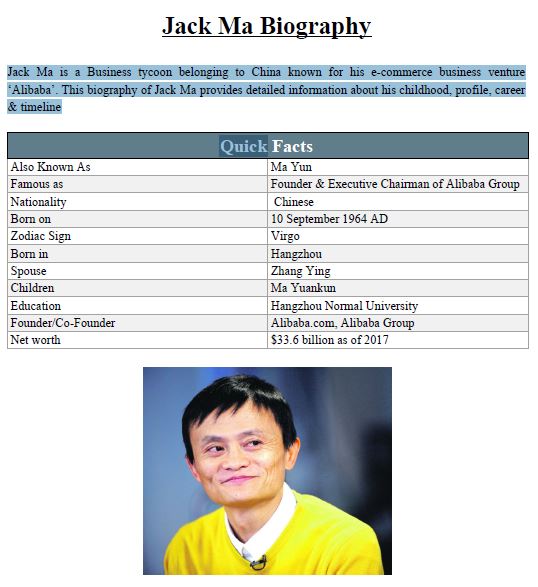 Jack Ma Biography
Jack Ma is a Business tycoon belonging to China known for his e-commerce business venture
‘Alibaba’. This biography of Jack Ma provides detailed information about his childhood, profile, career
& timeline
Quick Facts
Also Known As Ma Yun
Famous as Founder & Executive Chairman of Alibaba Group
Nationality Chinese
Born on 10 September 1964 AD
Zodiac Sign Virgo
Born in Hangzhou
Spouse Zhang Ying
Children Ma Yuankun
Education Hangzhou Normal University
Founder/Co-Founder Alibaba.com, Alibaba Group
Net worth $33.6 billion as of 2017